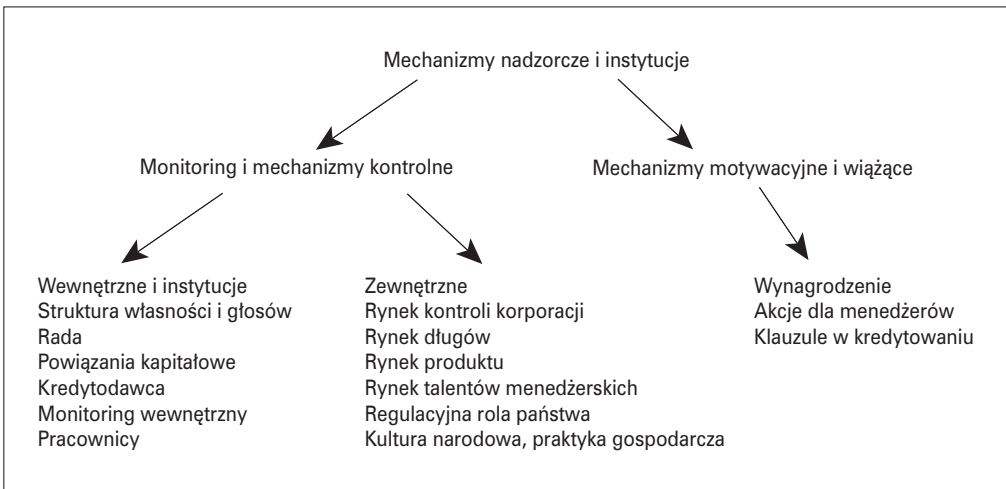 Mechanizmy nadzorcze i instytucje
Monitoring i mechanizmy kontrolne
Mechanizmy motywacyjne i wiążące
Wewnętrzne i instytucje
Struktura własności i głosów
Rada
Powiązania kapitałowe
Kredytodawca
Monitoring wewnętrzny
Pracownicy
Zewnętrzne
Rynek kontroli korporacji
Rynek długów
Rynek produktu
Rynek talentów menedżerskich
Regulacyjna rola państwa
Kultura narodowa, praktyka gospodarcza
Wynagrodzenie
Akcje dla menedżerów
Klauzule w kredytowaniu